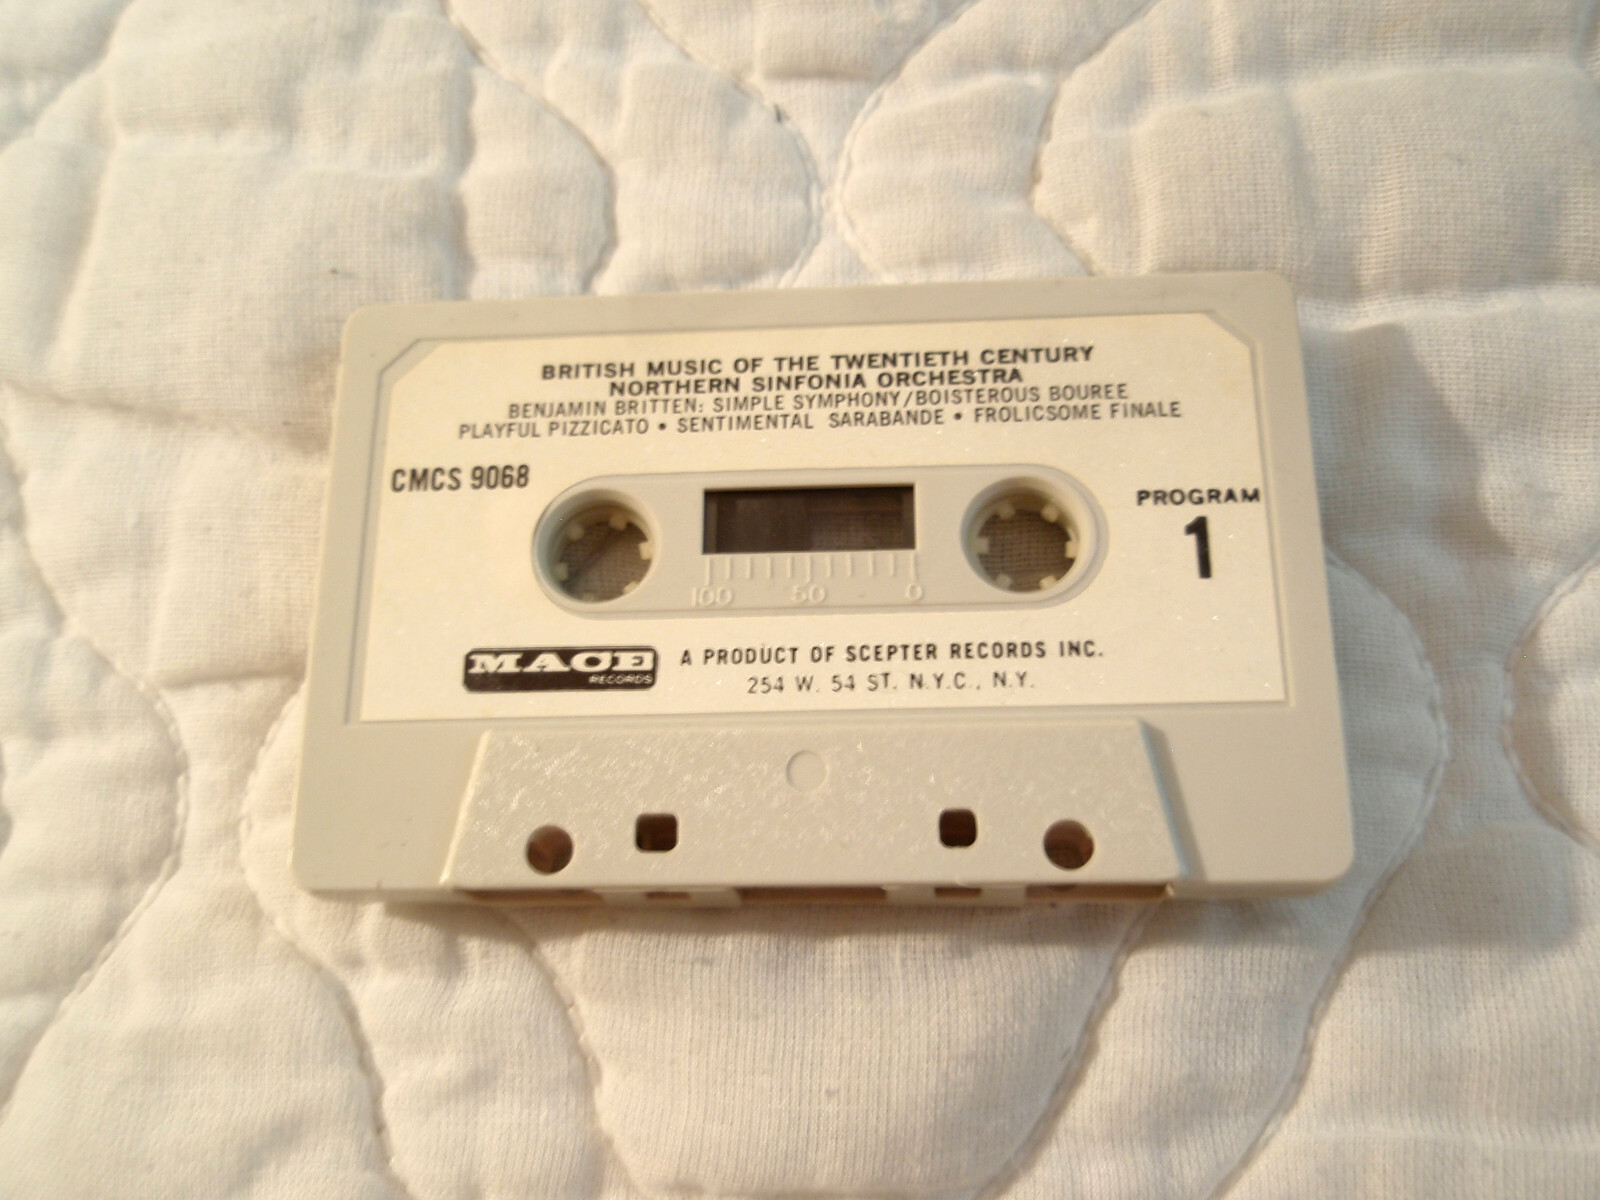 BRITISH MUSIC OF THE TWENTIETH CENTURY
NORTHERN SINFONIA ORCHESTRA
BENJAMIN BRITTEN: SIMPLE SYMPHONY/BOISTEROUS BOUREE
PLAYFUL PIZZICATO • SENTIMENTAL SARABANDE • FROLICSOME FINALE
CMCS 9068
PROGRAM
1
100 50 0
MACE
RECORDS
A PRODUCT OF SCEPTER RECORDS INC.
254 W. 54 ST. N.Y.C., N.Y.